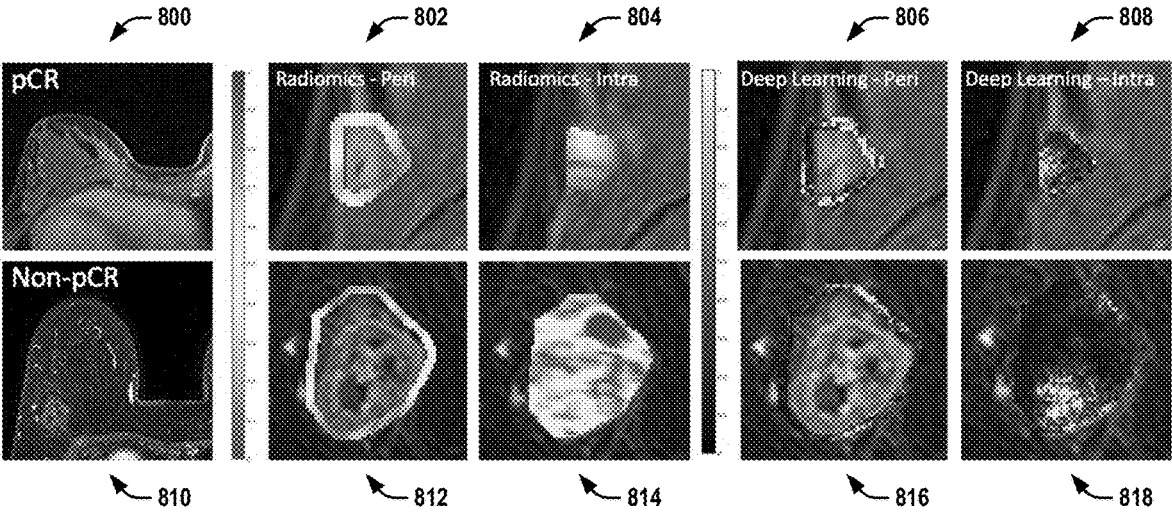 800 802 804 806 808
pCR Radiomics - Peri Radiomics - Intra Deep Learning - Peri Deep Learning - Intra
Non-pCR
810 812 814 816 818